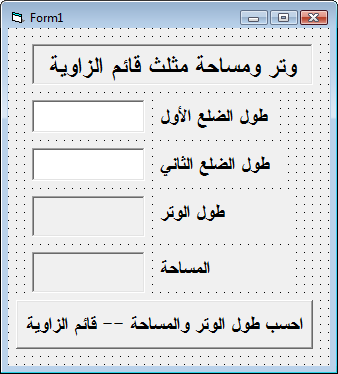 Form1
وتر ومساحة مثلث قائم الزاوية
طول الضلع الأول
طول الضلع الثاني
طول الوتر
المساحة
احسب طول الوتر والمساحة -- قائم الزاوية